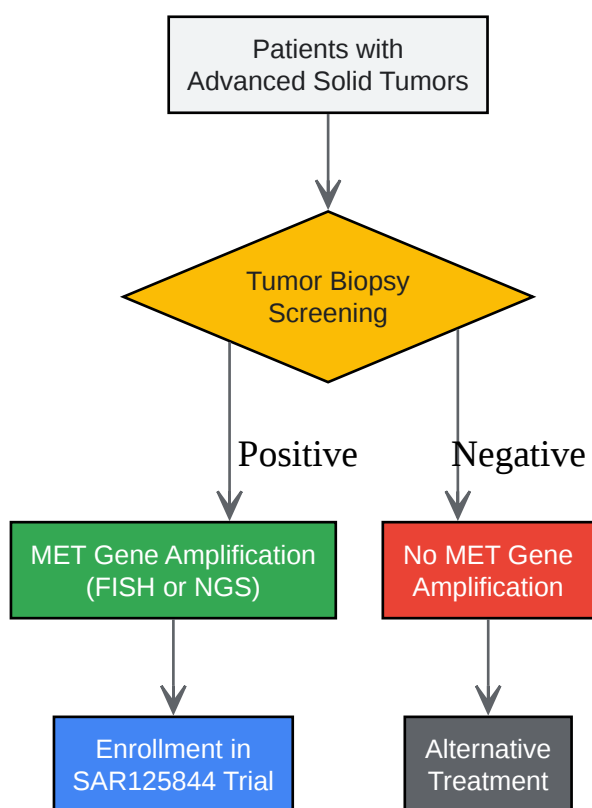 Patients with
Advanced Solid Tumors
Tumor Biopsy
Screening
Positive
Negative
MET Gene Amplification
(FISH or NGS)
No MET Gene
Amplification
Enrollment in
SAR125844 Trial
Alternative
Treatment